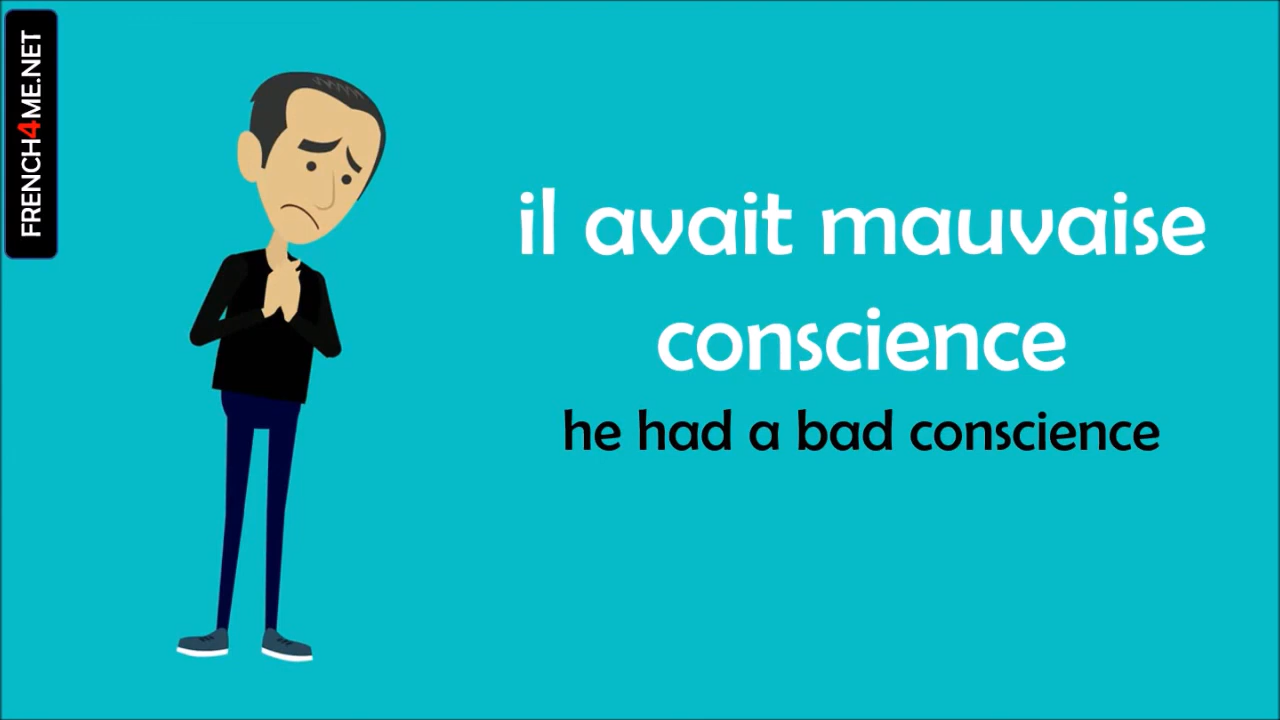 FRENCH4ME.NET
il avait mauvaise
conscience
he had a bad conscience